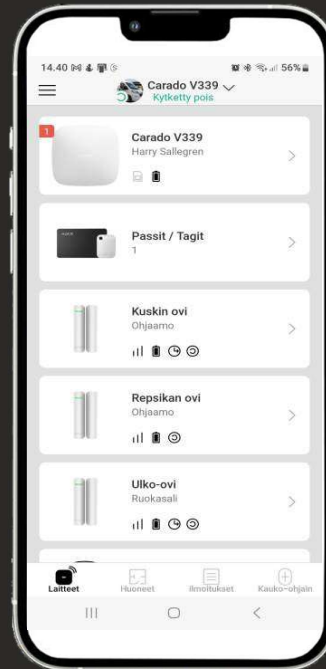 14.40
56%
Carado V339
Kytketty pois
1
Carado V339
Harry Sallegren
Passit / Tagit
1
Kuskin ovi
Ohjaamo
Repsikan ovi
Ohjaamo
Ulko-ovi
Ruokasali
Laitteet
Huoneet
Ilmoitukset
Kauko-ohjain